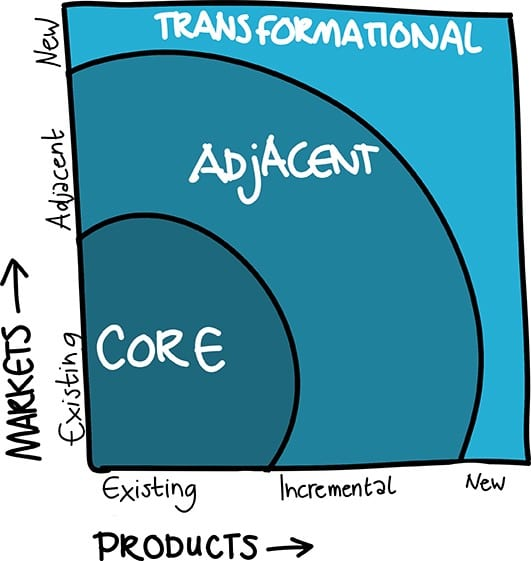 TRANSFORMATIONAL
ADJACENT
CORE
New
Adjacent
Existing
MARKETS →
Existing
Incremental
New
PRODUCTS →